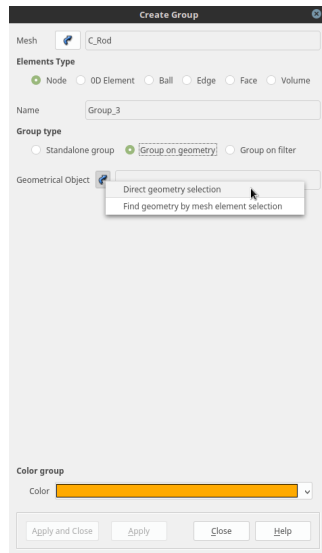 Create Group
Mesh C_Rod
Elements Type
Node 0D Element Ball Edge Face Volume
Name Group_3
Group type
Standalone group Group on geometry Group on filter
Geometrical Object
Direct geometry selection
Find geometry by mesh element selection
Color group
Color
Apply and Close Apply Close Help